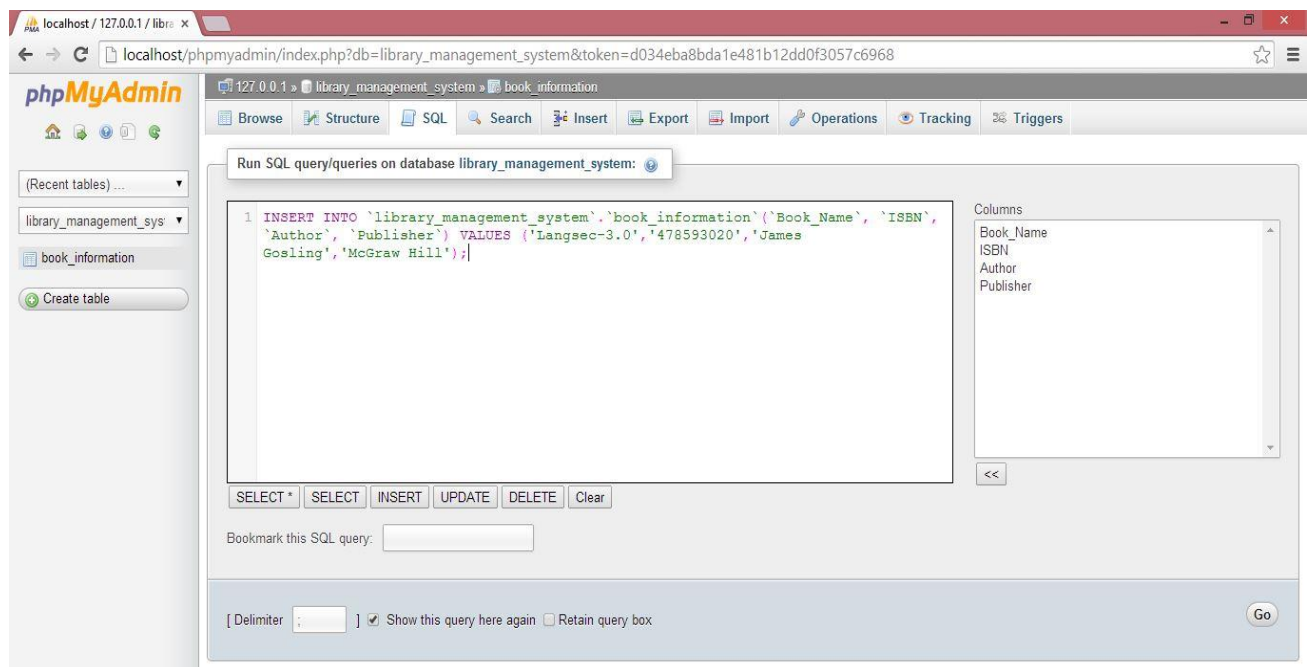 localhost / 127.0.0.1 / libra
localhost/phpmyadmin/index.php?db=library_management_system&token=d034eba8bda1e481b12dd0f3057c6968
phpMyAdmin
127.0.0.1 » library_management_system » book_information
Browse Structure SQL Search Insert Export Import Operations Tracking Triggers
Run SQL query/queries on database library_management_system:
(Recent tables) ...
library_management_sys
book_information
Create table
1 INSERT INTO `library_management_system`.`book_information`(`Book_Name`, `ISBN`,
`Author`, `Publisher`) VALUES ('Langsec-3.0','478593020','James
Gosling','McGraw Hill');
Columns
Book_Name
ISBN
Author
Publisher
<<
SELECT * SELECT INSERT UPDATE DELETE Clear
Bookmark this SQL query:
[ Delimiter ; ] Show this query here again Retain query box
Go